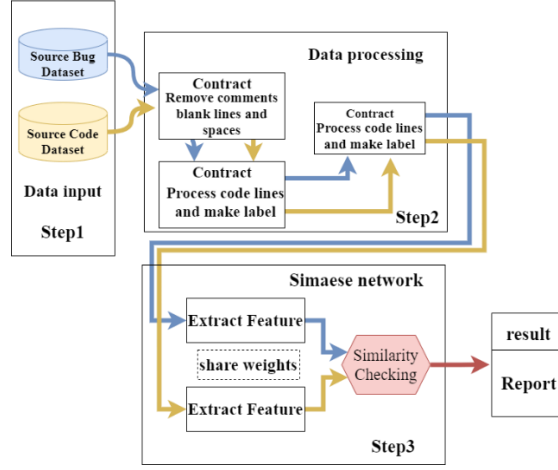 Source Bug
Dataset
Source Code
Dataset
Data input
Step1
Data processing
Contract
Remove comments
blank lines and
spaces
Contract
Process code lines
and make label
Contract
Process code lines
and make label
Step2
Simaese network
Extract Feature
share weights
Extract Feature
Similarity
Checking
Step3
result
Report